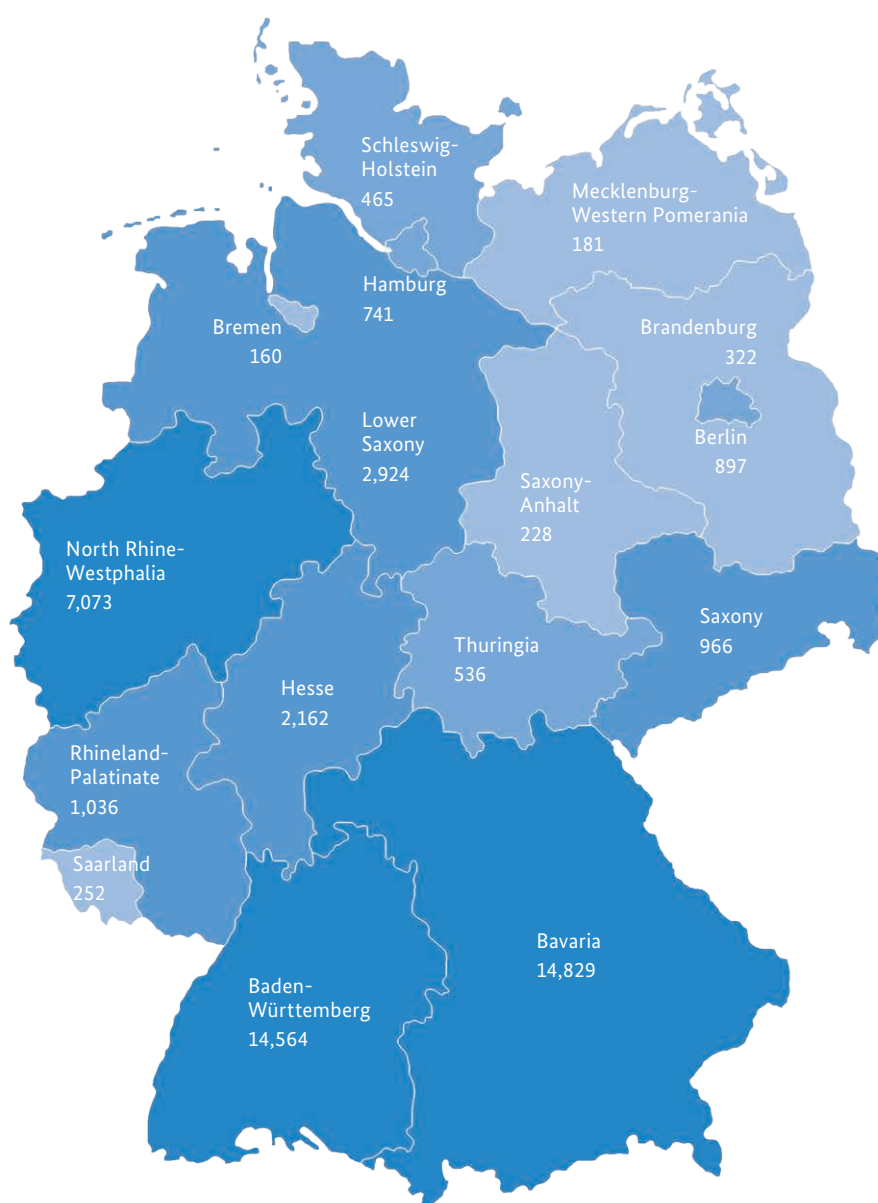 Schleswig-
Holstein
465
Mecklenburg-
Western Pomerania
181
Hamburg
741
Bremen
160
Brandenburg
322
Lower
Saxony
2,924
Berlin
897
Saxony-
Anhalt
228
North Rhine-
Westphalia
7,073
Saxony
966
Thuringia
536
Hesse
2,162
Rhineland-
Palatinate
1,036
Saarland
252
Bavaria
14,829
Baden-
Württemberg
14,564